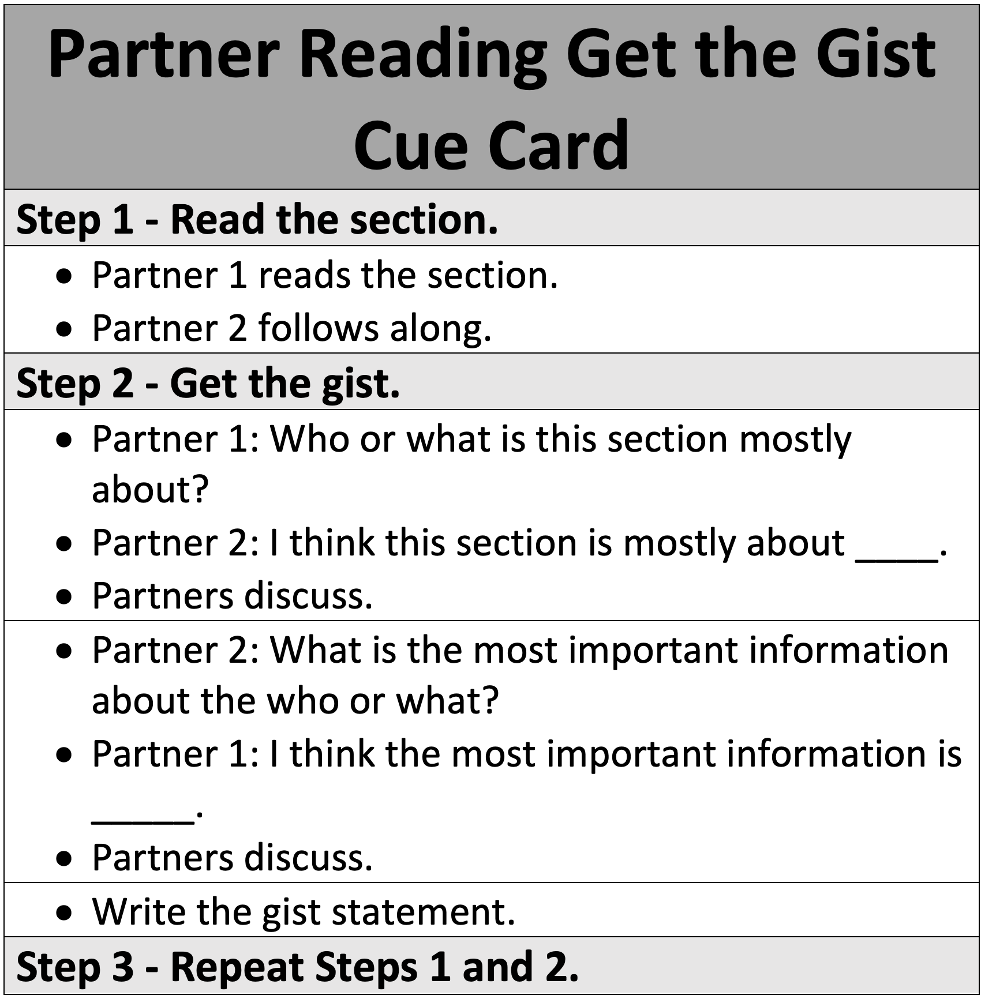 Partner Reading Get the Gist
Cue Card
Step 1 - Read the section.
• Partner 1 reads the section.
• Partner 2 follows along.
Step 2 - Get the gist.
• Partner 1: Who or what is this section mostly
about?
• Partner 2: I think this section is mostly about ____.
• Partners discuss.
• Partner 2: What is the most important information
about the who or what?
• Partner 1: I think the most important information is
_____.
• Partners discuss.
• Write the gist statement.
Step 3 - Repeat Steps 1 and 2.